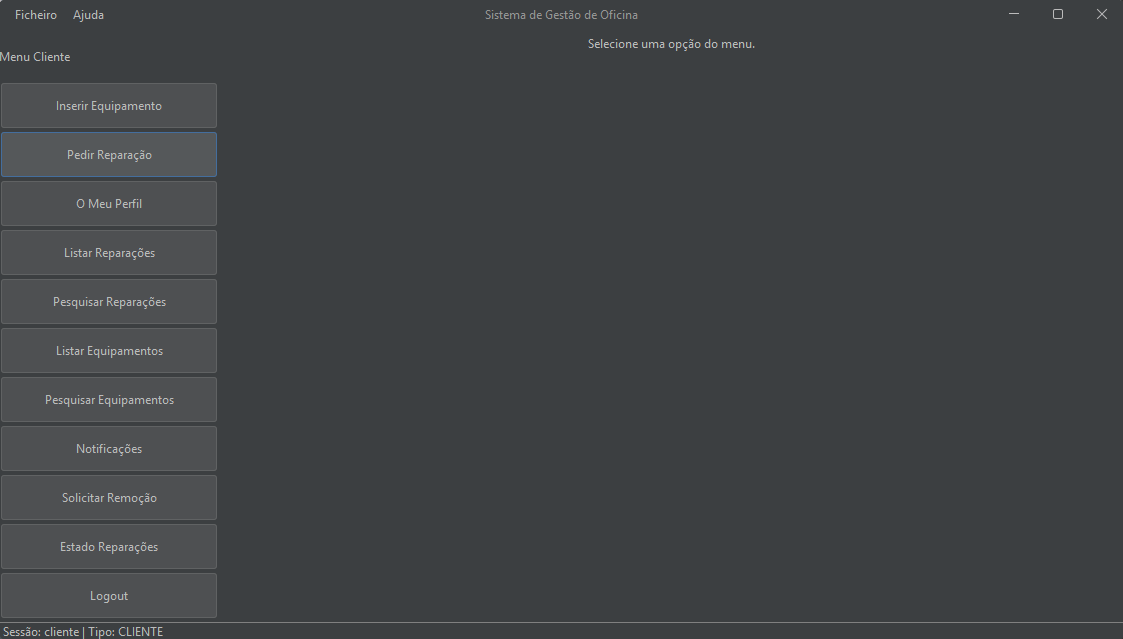 Ficheiro Ajuda Sistema de Gestão de Oficina
Selecione uma opção do menu.
Menu Cliente
Inserir Equipamento
Pedir Reparação
O Meu Perfil
Listar Reparações
Pesquisar Reparações
Listar Equipamentos
Pesquisar Equipamentos
Notificações
Solicitar Remoção
Estado Reparações
Logout
Sessão: cliente | Tipo: CLIENTE